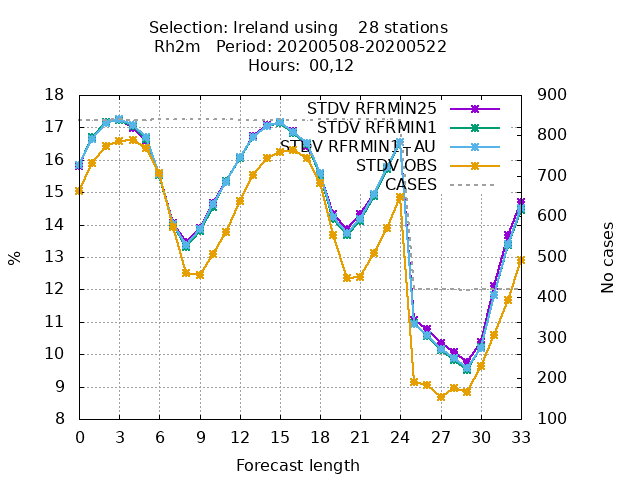 Selection: Ireland using    28 stations
Rh2m   Period: 20200508-20200522
Hours:  00,12
STDV RFRMIN25
STDV RFRMIN1
STDV RFRMIN1_TAU
STDV OBS
CASES
18
17
16
15
14
13
12
11
10
9
8
%
900
800
700
600
500
400
300
200
100
No cases
0 3 6 9 12 15 18 21 24 27 30 33
Forecast length